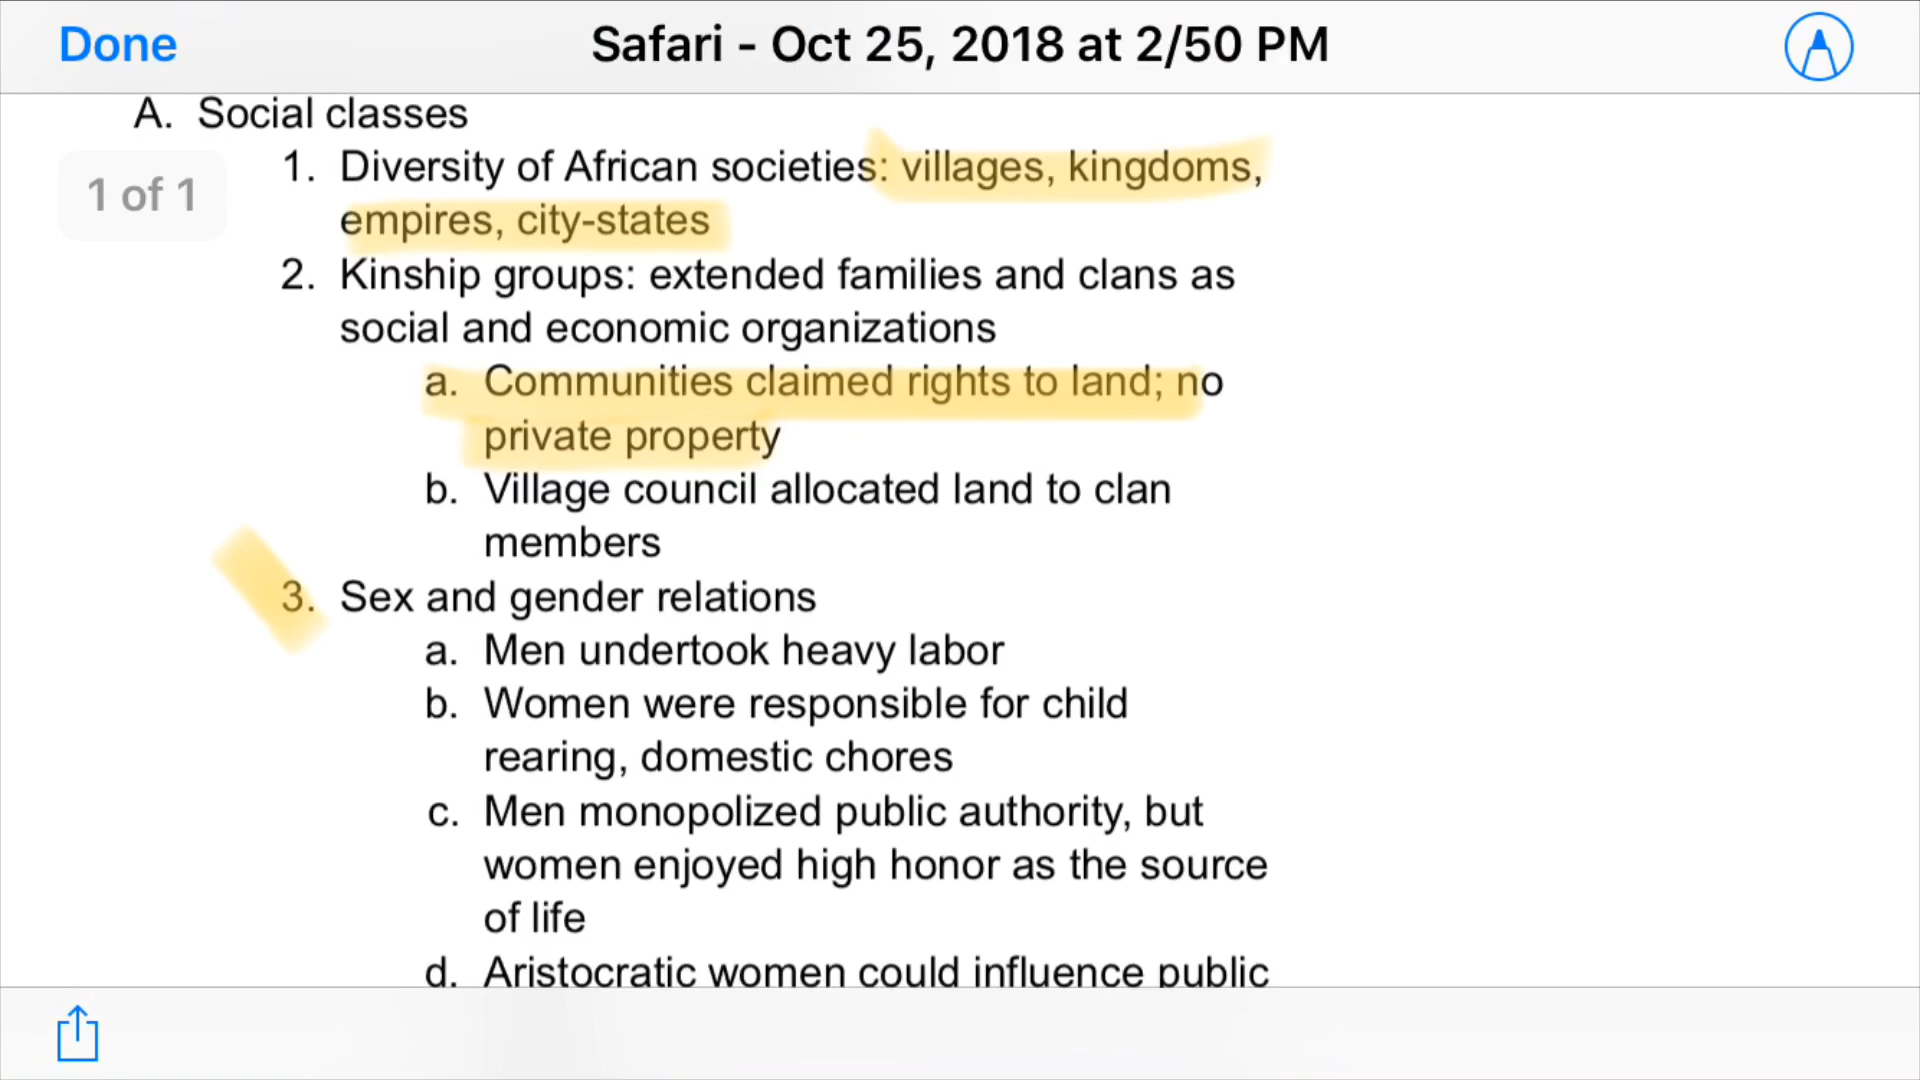 Done
Safari - Oct 25, 2018 at 2/50 PM
A. Social classes
1 of 1
1. Diversity of African societies: villages, kingdoms,
empires, city-states
2. Kinship groups: extended families and clans as
social and economic organizations
a. Communities claimed rights to land; no
private property
b. Village council allocated land to clan
members
3. Sex and gender relations
a. Men undertook heavy labor
b. Women were responsible for child
rearing, domestic chores
c. Men monopolized public authority, but
women enjoyed high honor as the source
of life
d. Aristocratic women could influence public